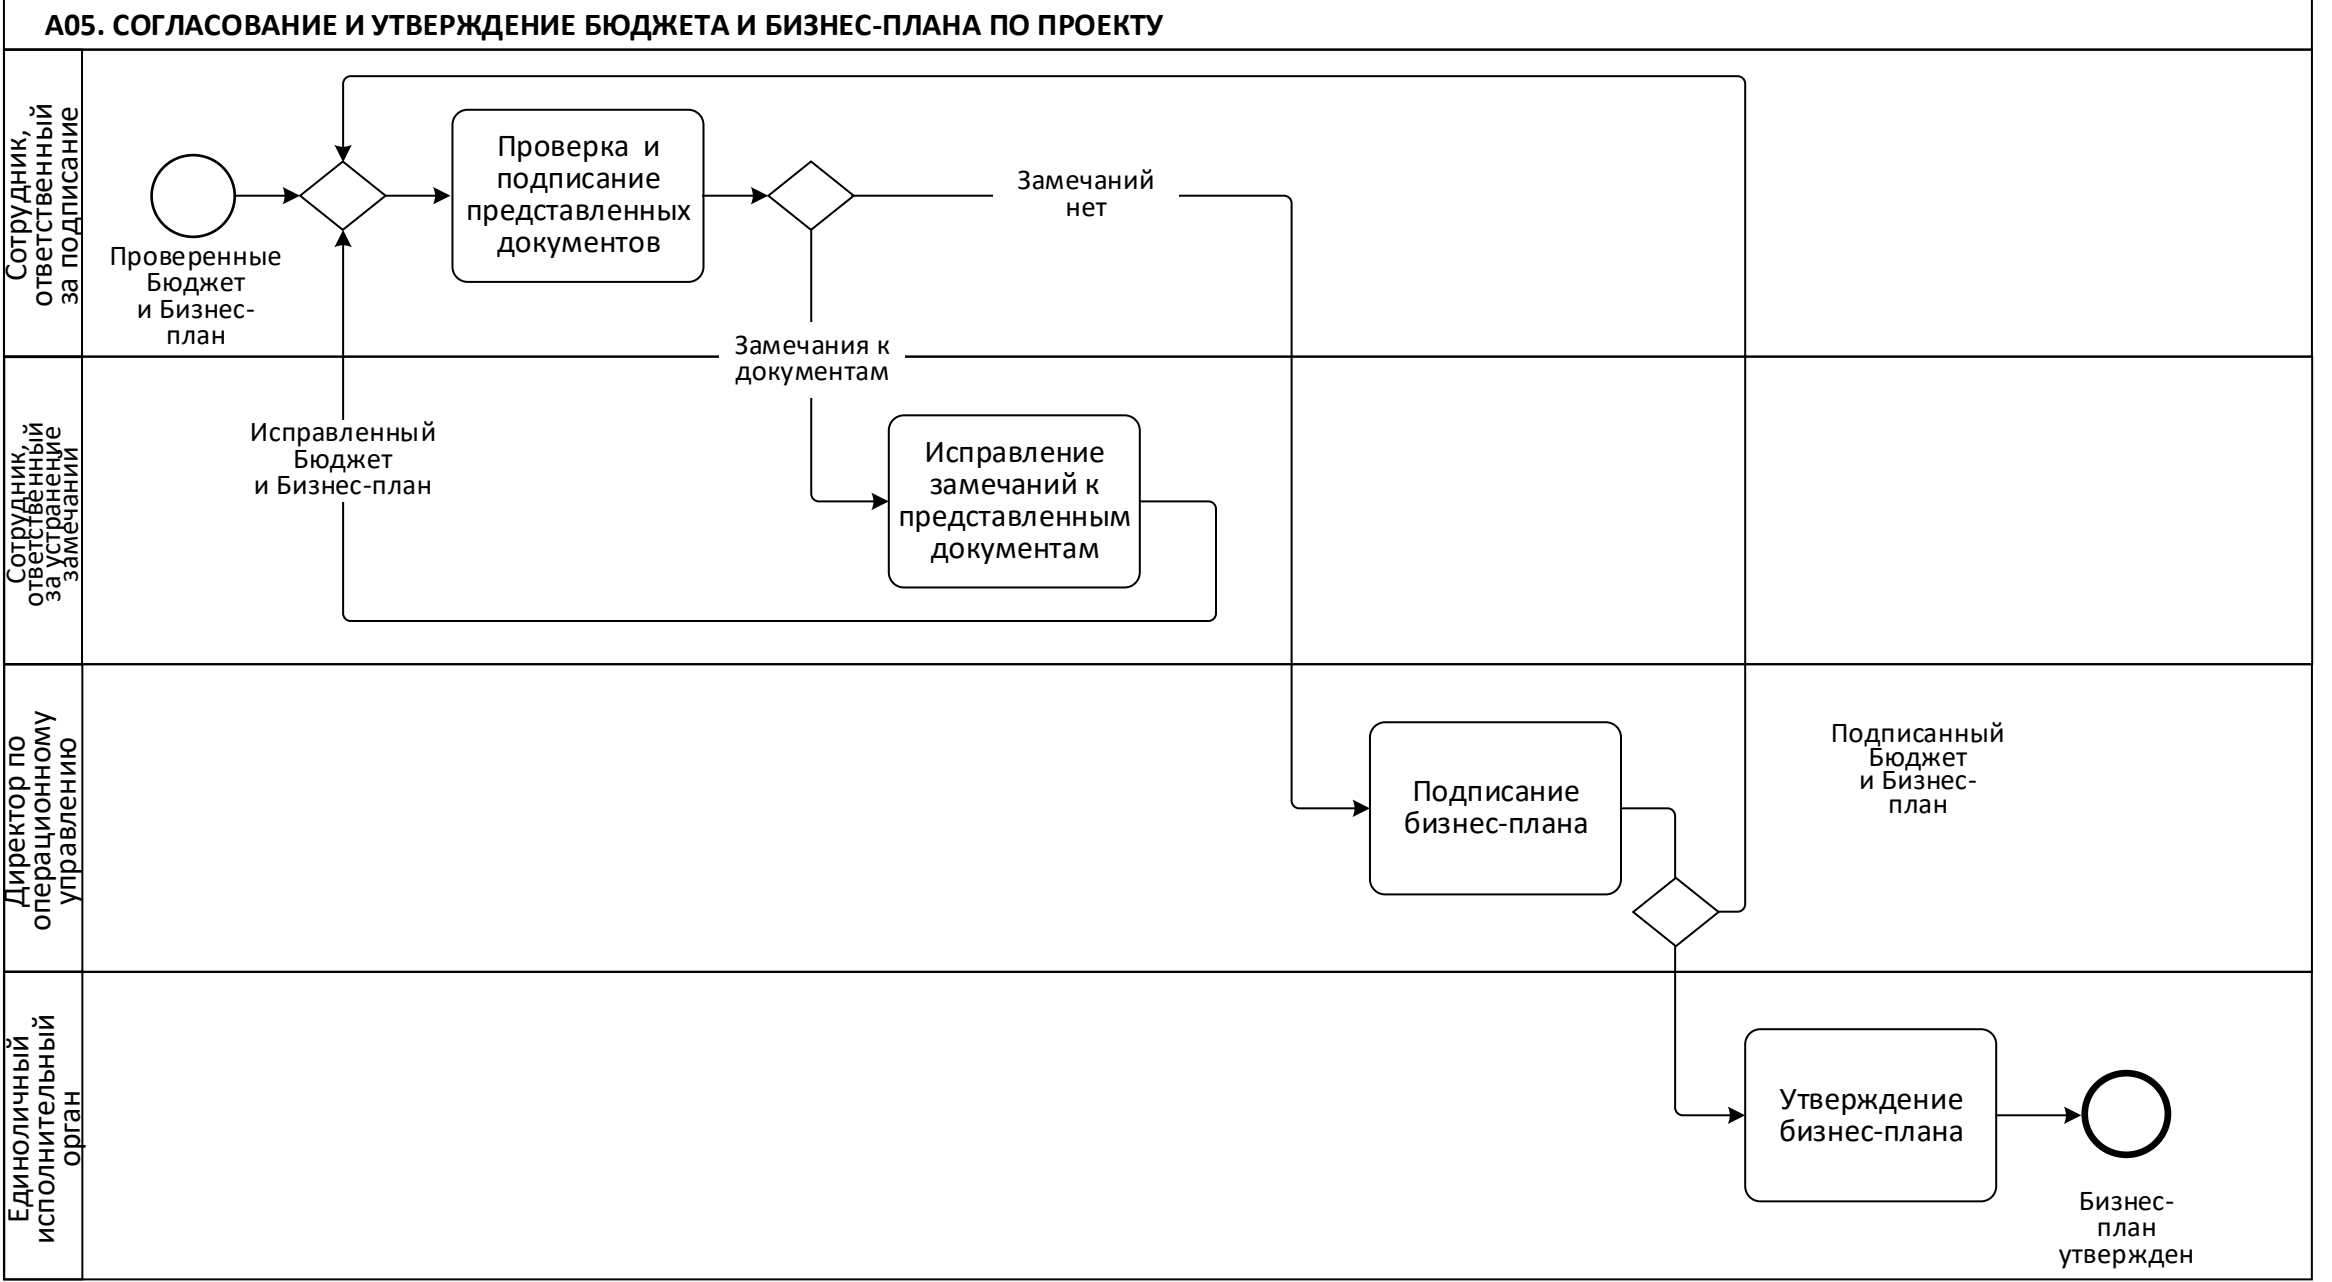 А05. СОГЛАСОВАНИЕ И УТВЕРЖДЕНИЕ БЮДЖЕТА И БИЗНЕС-ПЛАНА ПО ПРОЕКТУ
Сотрудник,
ответственный
за подписание
Проверенные
Бюджет
и Бизнес-
план
Проверка и
подписание
представленных
документов
Замечаний
нет
Замечания к
документам
Сотрудник,
ответственный
за устранение
замечаний
Исправленный
Бюджет
и Бизнес-план
Исправление
замечаний к
представленным
документам
Директор по
операционному
управлению
Подписание
бизнес-плана
Подписанный
Бюджет
и Бизнес-
план
Единоличный
исполнительный
орган
Утверждение
бизнес-плана
Бизнес-
план
утвержден